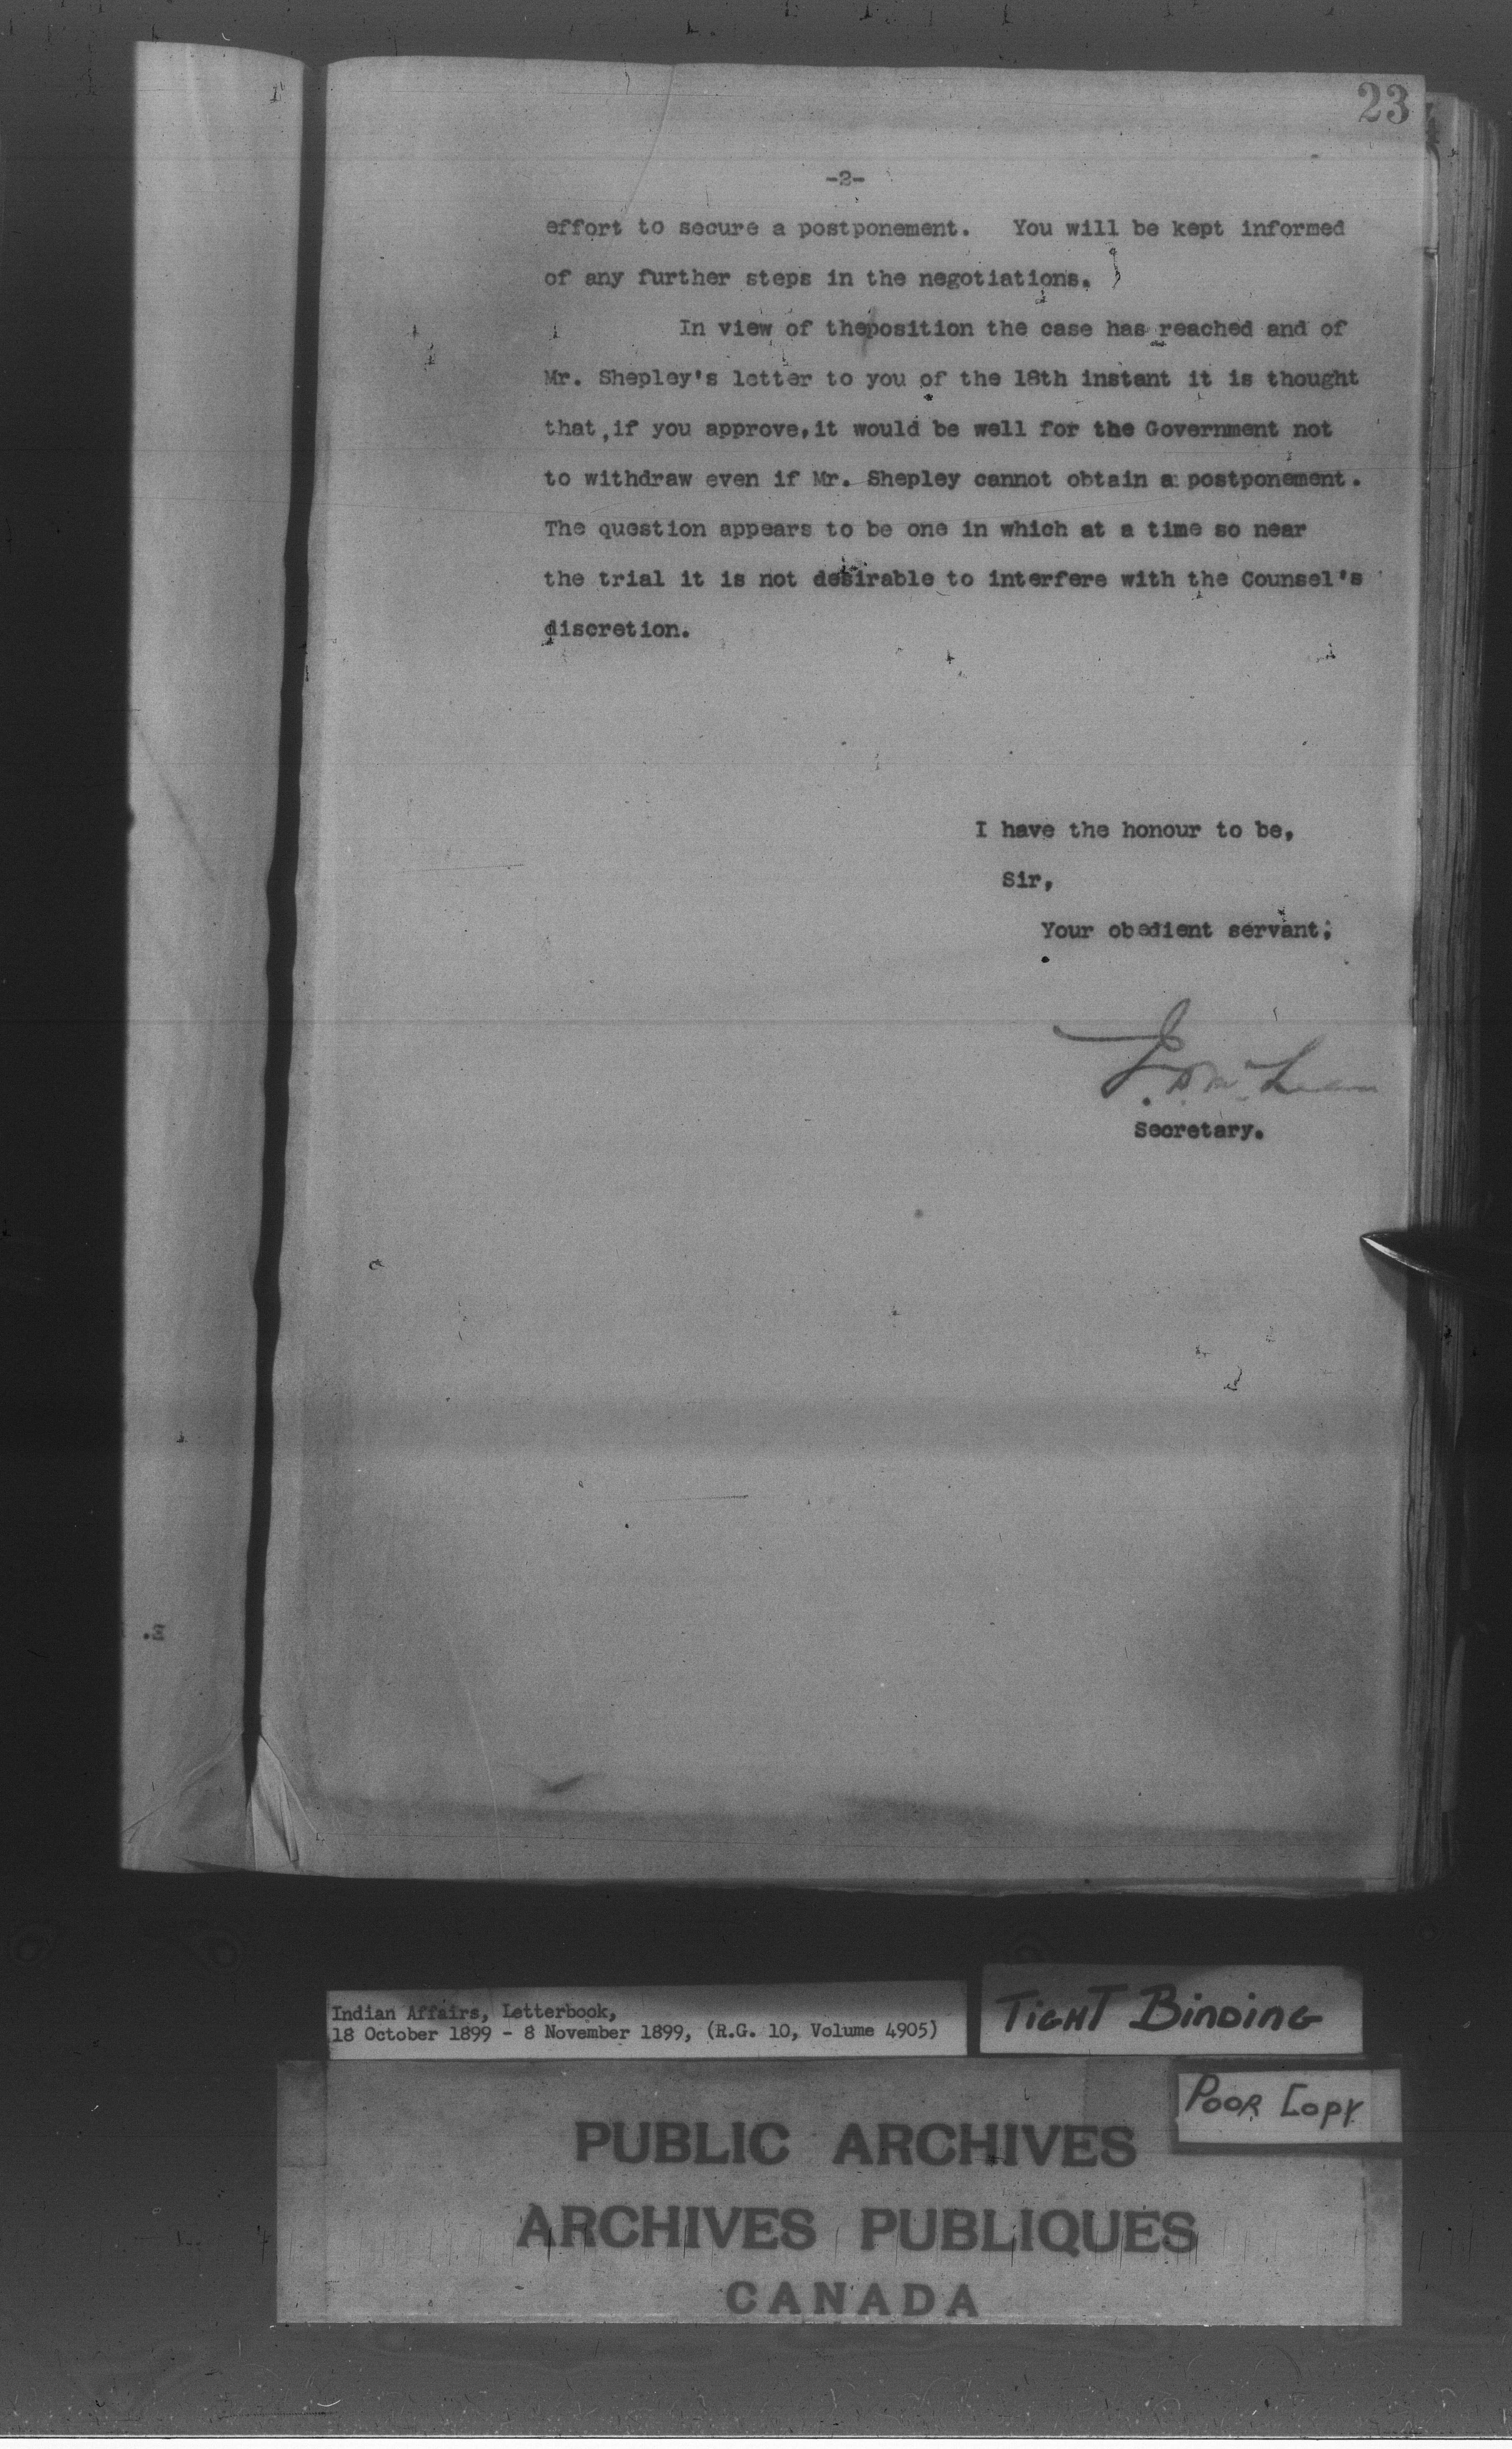 23
-2-
effort to secure a postponement. You will be kept informed
of any further steps in the negotiations.
In view of theposition the case has reached and of
Mr. Shepley's letter to you of the 18th instant it is thought
that, if you approve, it would be well for the Government not
to withdraw even if Mr. Shepley cannot obtain a postponement.
The question appears to be one in which at a time so near
the trial it is not desirable to interfere with the Counsel's
discretion.
I have the honour to be,
Sir,
Your obedient servant,
J. D. McLean
Secretary.
Indian Affairs, Letterbook,
18 October 1899 - 8 November 1899, (R.G. 10, Volume 4905)
TIGHT BINDING
POOR COPY
PUBLIC ARCHIVES
ARCHIVES PUBLIQUES
CANADA